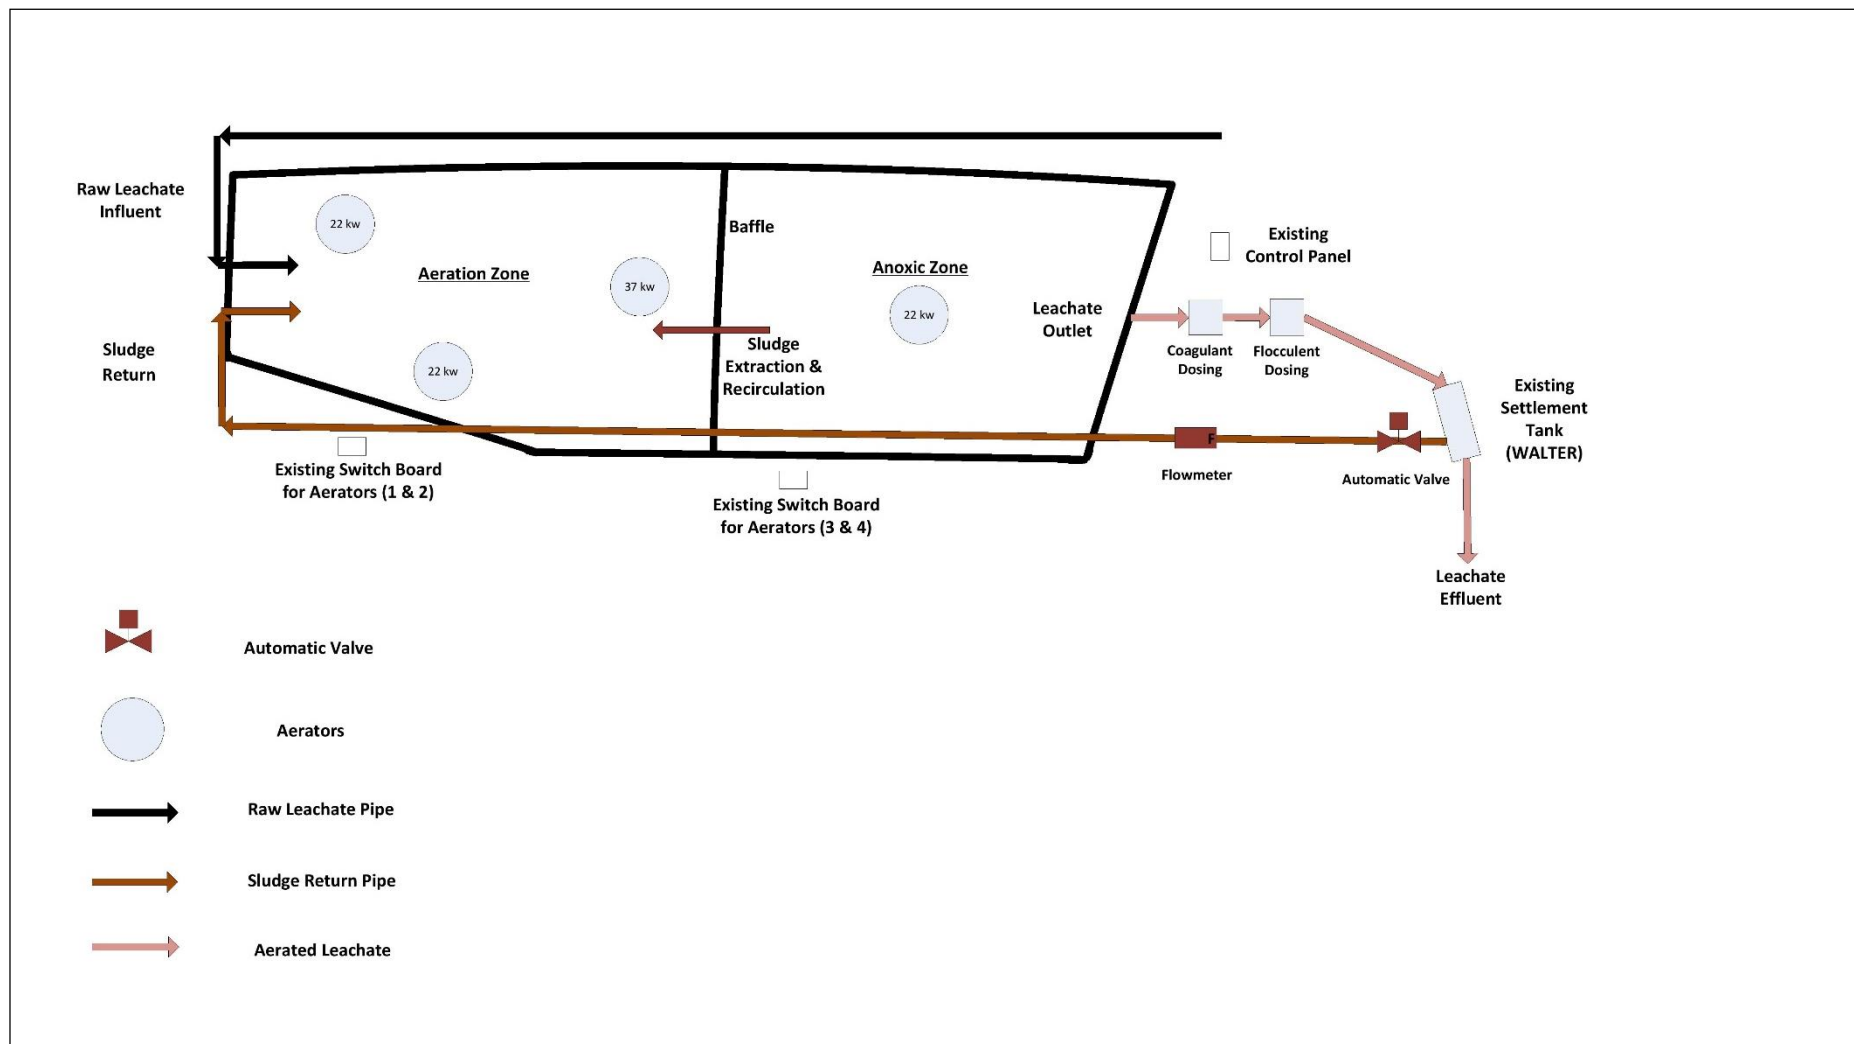 Raw Leachate
Influent
22 kw
Aeration Zone
37 kw
22 kw
Baffle
Anoxic Zone
22 kw
Sludge
Extraction &
Recirculation
Leachate
Outlet
Existing
Control Panel
Coagulant
Dosing
Flocculent
Dosing
Existing
Settlement
Tank
(WALTER)
Sludge
Return
F
Flowmeter
Automatic Valve
Existing Switch Board
for Aerators (1 & 2)
Existing Switch Board
for Aerators (3 & 4)
Leachate
Effluent
Automatic Valve
Aerators
Raw Leachate Pipe
Sludge Return Pipe
Aerated Leachate